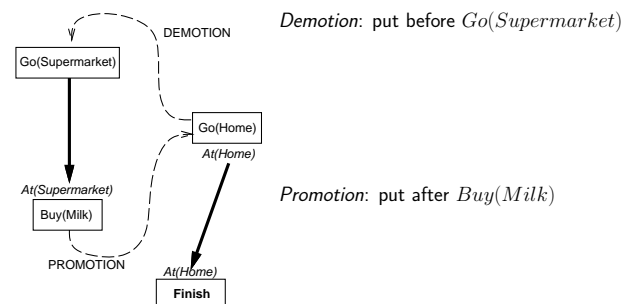 Demotion: put before Go(Supermarket)
DEMOTION
Go(Supermarket)
Go(Home)
At(Home)
At(Supermarket)
Promotion: put after Buy(Milk)
Buy(Milk)
PROMOTION
At(Home)
Finish